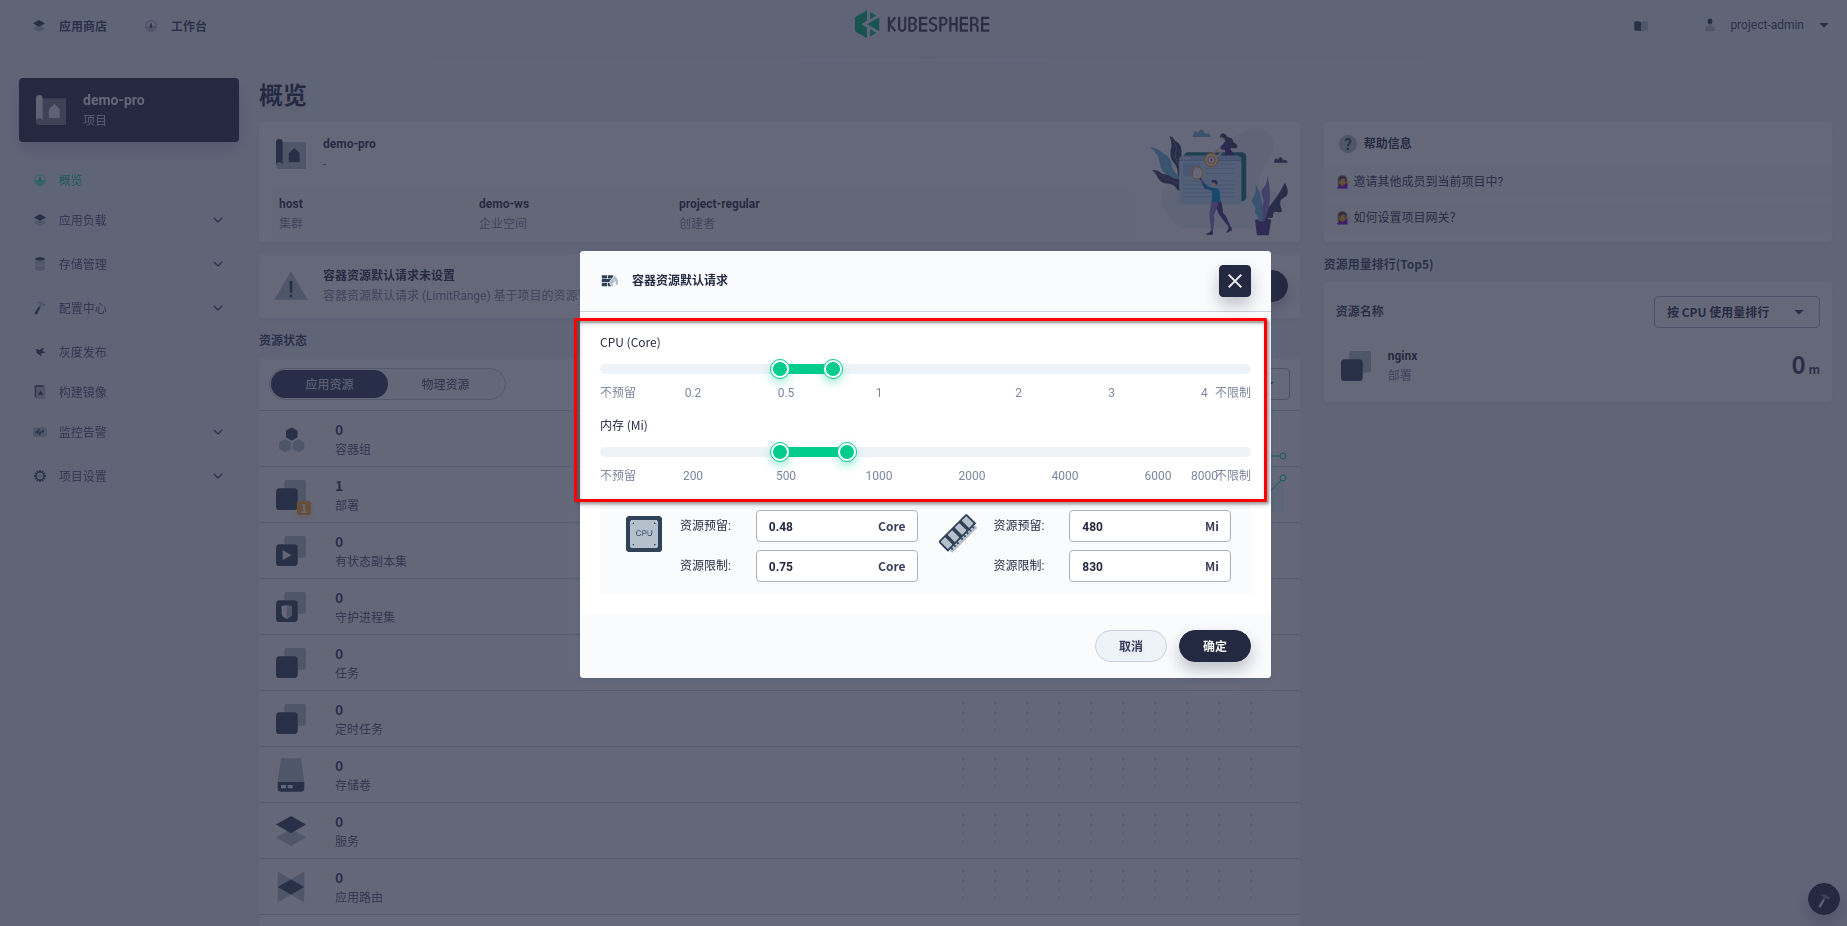 应用商店
工作台
KUBESPHERE
project-admin
demo-pro
项目
概览
应用负载
存储管理
配置中心
灰度发布
构建镜像
监控告警
项目设置
概览
demo-pro
-
host
集群
demo-ws
企业空间
project-regular
创建者
容器资源默认请求未设置
容器资源默认请求 (LimitRange) 基于项目的资源
资源状态
应用资源
物理资源
0
容器组
1
1
部署
0
有状态副本集
0
守护进程集
0
任务
0
定时任务
0
存储卷
0
服务
0
应用路由
? 帮助信息
邀请其他成员到当前项目中?
如何设置项目网关?
资源用量排行(Top5)
资源名称
按 CPU 使用量排行
nginx
部署
0 m
容器资源默认请求
CPU (Core)
不预留 0.2 0.5 1 2 3 4 不限制
内存 (Mi)
不预留 200 500 1000 2000 4000 6000 8000 不限制
CPU
资源预留: 0.48 Core
资源限制: 0.75 Core
资源预留: 480 Mi
资源限制: 830 Mi
取消
确定